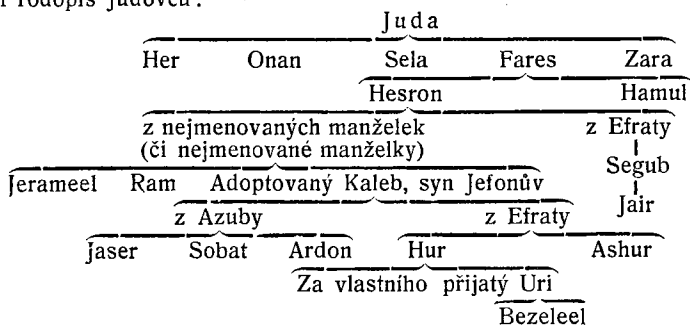 Rodopis Judovců:
Juda
Her Onan Sela Fares Zara
Hesron Hamul
z nejmenovaných manželek z Efraty
(či nejmenované manželky)
Segub
Jerameel Ram Adoptovaný Kaleb, syn Jefonův
Jair
z Azuby z Efraty
Jaser Sobat Ardon Hur Ashur
Za vlastního přijatý Uri
Bezeleel